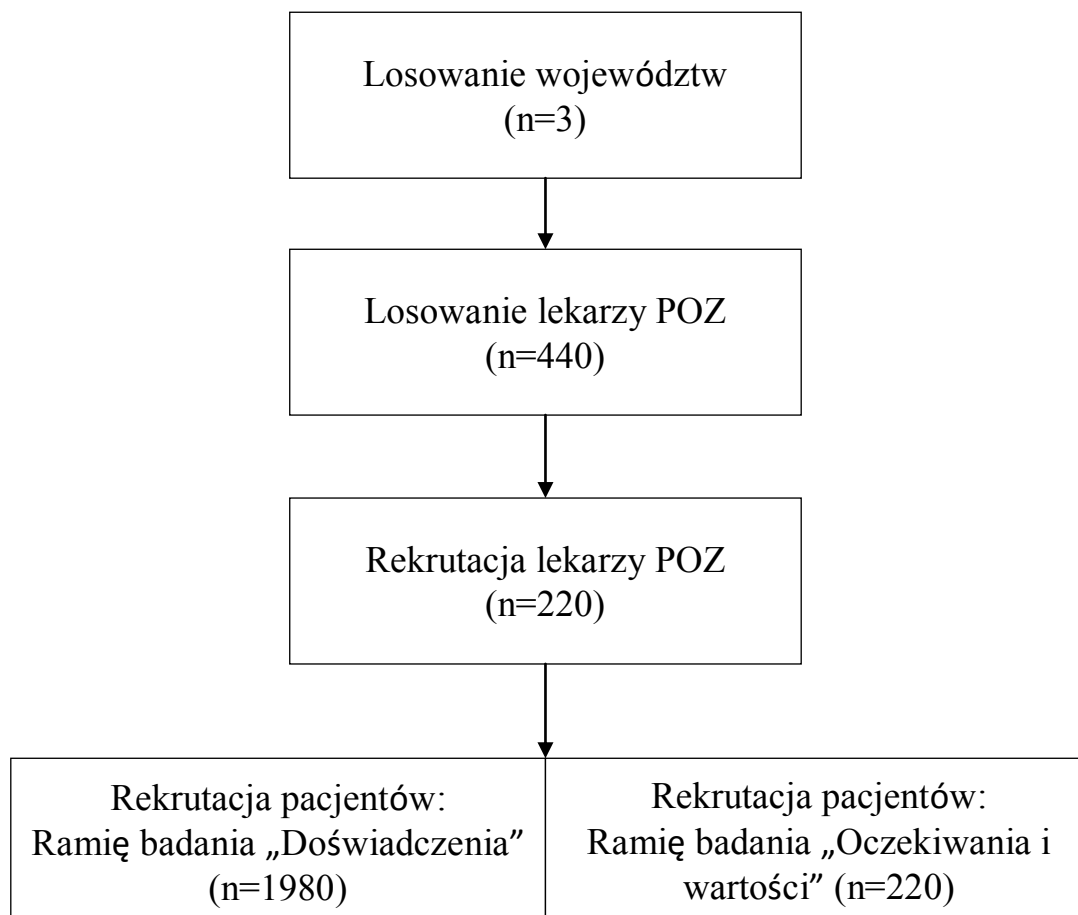 Losowanie województw
(n=3)
Losowanie lekarzy POZ
(n=440)
Rekrutacja lekarzy POZ
(n=220)
Rekrutacja pacjentów:
Ramię badania „Doświadczenia”
(n=1980)
Rekrutacja pacjentów:
Ramię badania „Oczekiwania i
wartości” (n=220)